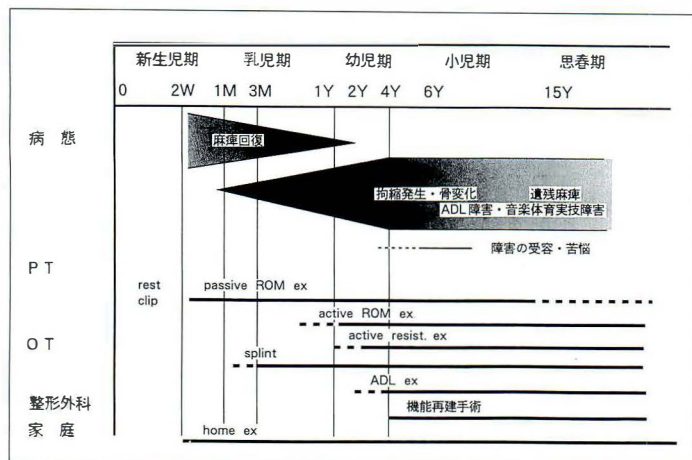 新生児期 乳児期 幼児期 小児期 思春期
0 2W 1M 3M 1Y 2Y 4Y 6Y 15Y
病態
麻痺回復
拘縮発生・骨変化 遺残麻痺
ADL障害・音楽体育実技障害
障害の受容・苦悩
PT
rest passive ROM ex
clip
active ROM ex
OT
active resist. ex
splint
ADL ex
整形外科 機能再建手術
家庭 home ex